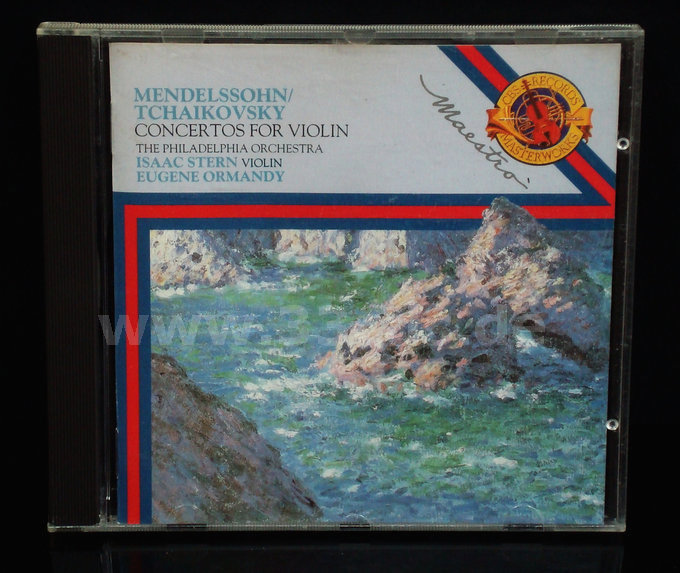 MENDELSSOHN/
TCHAIKOVSKY
CONCERTOS FOR VIOLIN
THE PHILADELPHIA ORCHESTRA
ISAAC STERN VIOLIN
EUGENE ORMANDY
Maestro
CBS RECORDS
MASTERWORKS